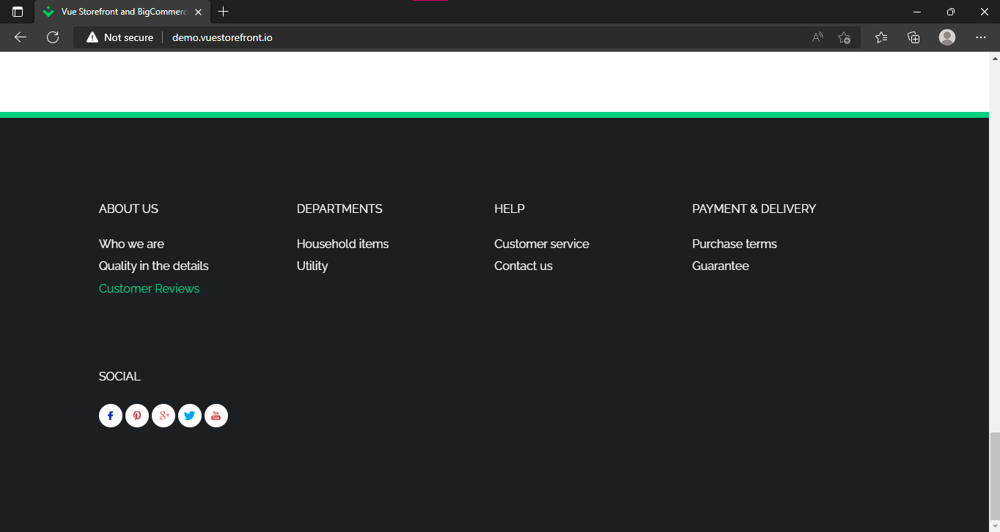 Vue Storefront and BigCommerc
Not secure
demo.vuestorefront.io
ABOUT US
Who we are
Quality in the details
Customer Reviews
DEPARTMENTS
Household items
Utility
HELP
Customer service
Contact us
PAYMENT & DELIVERY
Purchase terms
Guarantee
SOCIAL